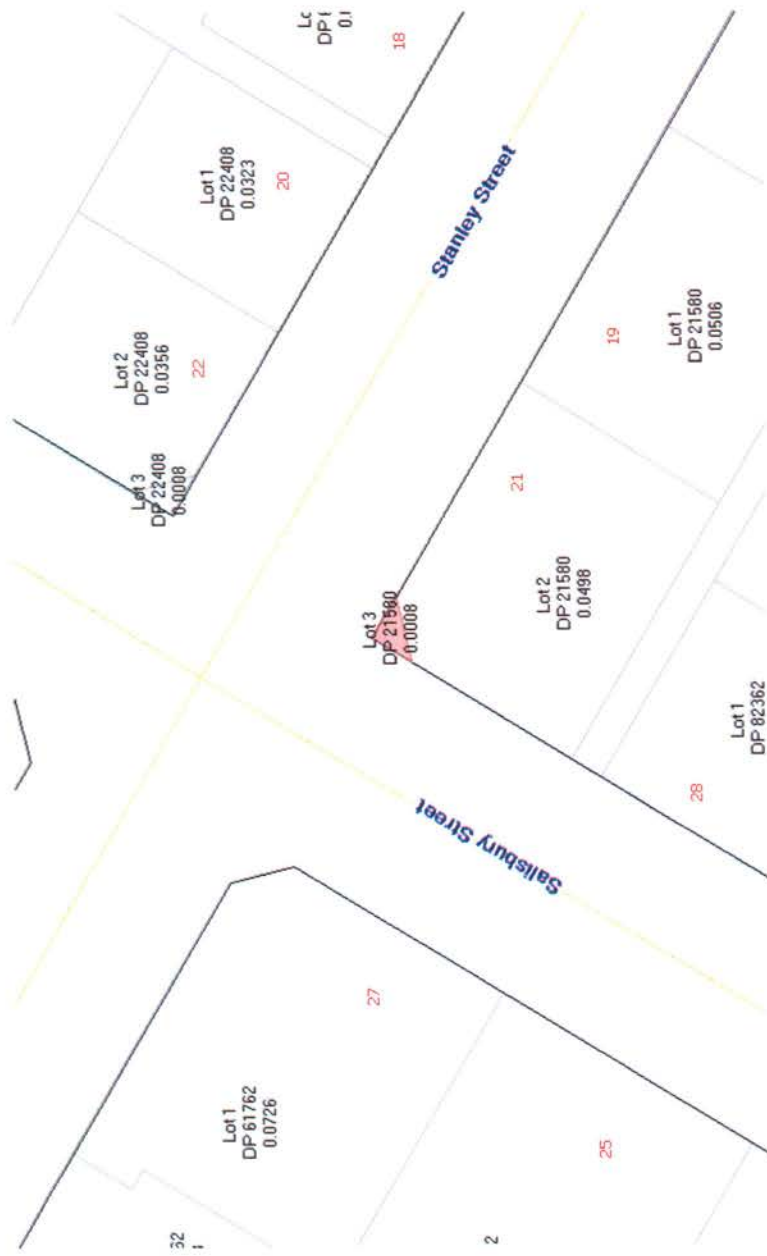 Lot 2
DP 22408
0.0356
22
Lot 3
DP 22408
0.0008
Lot 1
DP 22408
0.0323
20
18
Lot 1
DP 61762
0.0726
27
25
2
Stanley Street
Salisbury Street
Lot 3
DP 21580
0.0008
21
Lot 2
DP 21580
0.0498
19
Lot 1
DP 21580
0.0506
28
Lot 1
DP 82362